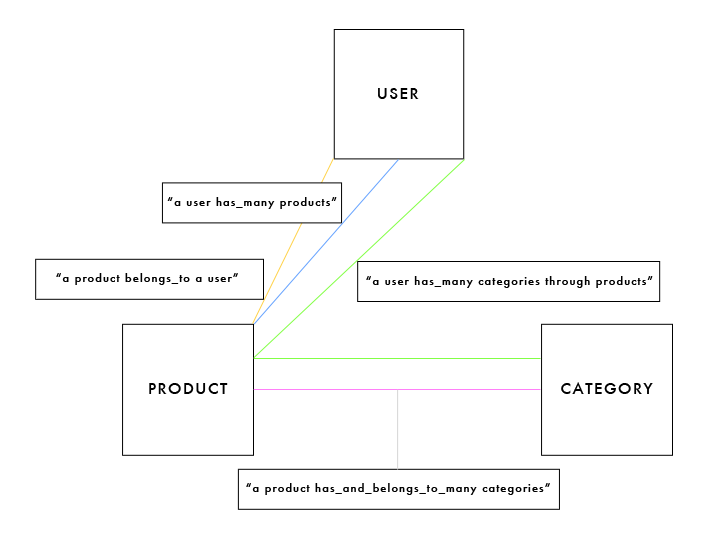 USER
“a user has_many products”
“a product belongs_to a user”
“a user has_many categories through products”
PRODUCT
CATEGORY
“a product has_and_belongs_to_many categories”